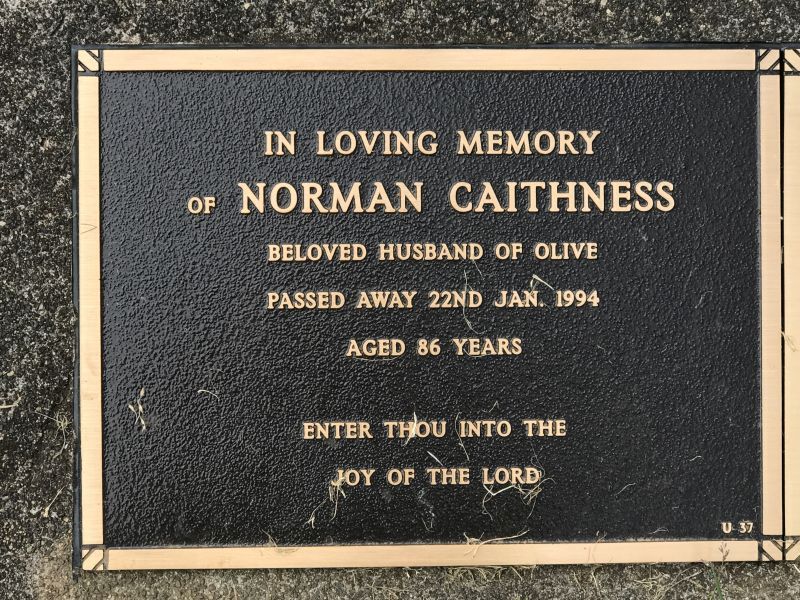 IN LOVING MEMORY
OF NORMAN CAITHNESS
BELOVED HUSBAND OF OLIVE
PASSED AWAY 22ND JAN. 1994
AGED 86 YEARS
ENTER THOU INTO THE
JOY OF THE LORD
U 37